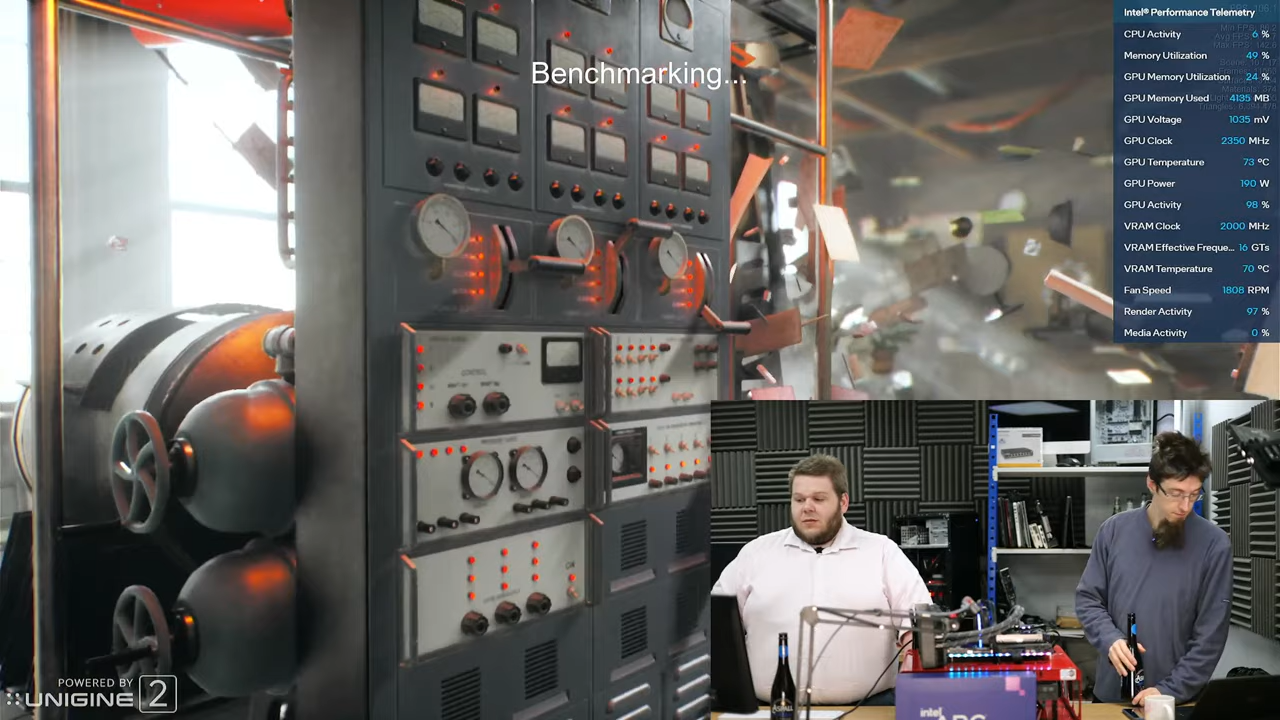 Benchmarking...
Intel® Performance Telemetry
CPU Activity 6 %
Memory Utilization 49 %
GPU Memory Utilization 24 %
GPU Memory Used 4135 MB
GPU Voltage 1035 mV
GPU Clock 2350 MHz
GPU Temperature 73 ºC
GPU Power 190 W
GPU Activity 98 %
VRAM Clock 2000 MHz
VRAM Effective Freque... 16 GTs
VRAM Temperature 70 ºC
Fan Speed 1808 RPM
Render Activity 97 %
Media Activity 0 %
CONTROL
POWERED BY
UNIGINE 2
intel
ARC